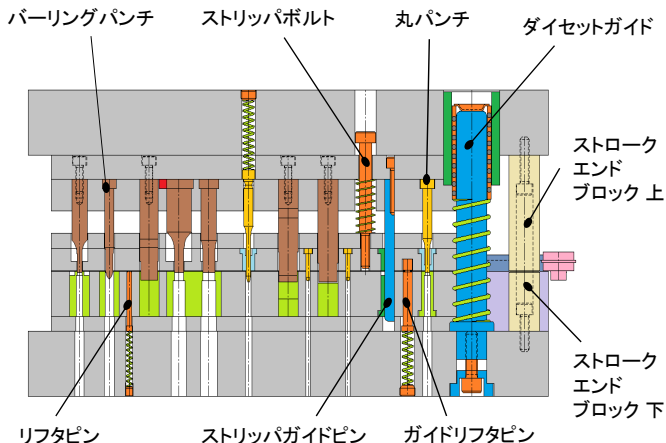 バーリングパンチ
ストリッパボルト
丸パンチ
ダイセットガイド
ストローク
エンド
ブロック 上
ストローク
エンド
ブロック 下
リフタピン
ストリッパガイドピン
ガイドリフタピン